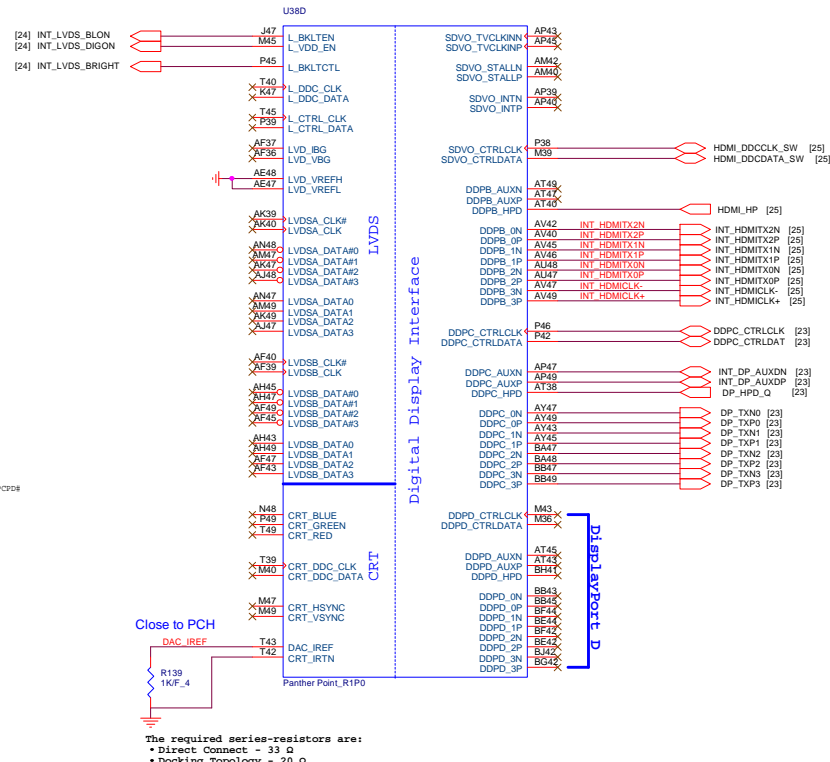 U38D
[24] INT_LVDS_BLON
[24] INT_LVDS_DIGON
[24] INT_LVDS_BRIGHT
J47 L_BKLTEN
M45 L_VDD_EN
P45 L_BKLTCTL
T40 L_DDC_CLK
K47 L_DDC_DATA
T45 L_CTRL_CLK
P39 L_CTRL_DATA
AF37 LVD_IBG
AF36 LVD_VBG
AE48 LVD_VREFH
AE47 LVD_VREFL
AK39 LVDSA_CLK#
AK40 LVDSA_CLK
AN48 LVDSA_DATA#0
AM47 LVDSA_DATA#1
AK47 LVDSA_DATA#2
AJ48 LVDSA_DATA#3
AN47 LVDSA_DATA0
AM49 LVDSA_DATA1
AK49 LVDSA_DATA2
AJ47 LVDSA_DATA3
AF40 LVDSB_CLK#
AF39 LVDSB_CLK
AH45 LVDSB_DATA#0
AH47 LVDSB_DATA#1
AF49 LVDSB_DATA#2
AF45 LVDSB_DATA#3
AH43 LVDSB_DATA0
AH49 LVDSB_DATA1
AF47 LVDSB_DATA2
AF43 LVDSB_DATA3
CPD#
N48 CRT_BLUE
P49 CRT_GREEN
T49 CRT_RED
T39 CRT_DDC_CLK
M40 CRT_DDC_DATA
M47 CRT_HSYNC
M49 CRT_VSYNC
Close to PCH
DAC_IREF T43 DAC_IREF
T42 CRT_IRTN
R139
1K/F_4
LVDS
CRT
Digital Display Interface
SDVO_TVCLKINN AP43
SDVO_TVCLKINP AP45
SDVO_STALLN AM42
SDVO_STALLP AM40
SDVO_INTN AP39
SDVO_INTP AP40
SDVO_CTRLCLK P38 HDMI_DDCCLK_SW [25]
SDVO_CTRLDATA M39 HDMI_DDCDATA_SW [25]
DDPB_AUXN AT49
DDPB_AUXP AT47
DDPB_HPD AT40 HDMI_HP [25]
DDPB_0N AV42 INT_HDMITX2N INT_HDMITX2N [25]
DDPB_0P AV40 INT_HDMITX2P INT_HDMITX2P [25]
DDPB_1N AV45 INT_HDMITX1N INT_HDMITX1N [25]
DDPB_1P AV46 INT_HDMITX1P INT_HDMITX1P [25]
DDPB_2N AU48 INT_HDMITX0N INT_HDMITX0N [25]
DDPB_2P AU47 INT_HDMITX0P INT_HDMITX0P [25]
DDPB_3N AV47 INT_HDMICLK- INT_HDMICLK- [25]
DDPB_3P AV49 INT_HDMICLK+ INT_HDMICLK+ [25]
DDPC_CTRLCLK P46 DDPC_CTRLCLK [23]
DDPC_CTRLDATA P42 DDPC_CTRLDAT [23]
DDPC_AUXN AP47 INT_DP_AUXDN [23]
DDPC_AUXP AP49 INT_DP_AUXDP [23]
DDPC_HPD AT38 DP_HPD_Q [23]
DDPC_0N AY47 DP_TXN0 [23]
DDPC_0P AY49 DP_TXP0 [23]
DDPC_1N AY43 DP_TXN1 [23]
DDPC_1P AY45 DP_TXP1 [23]
DDPC_2N BA47 DP_TXN2 [23]
DDPC_2P BA48 DP_TXP2 [23]
DDPC_3N BB47 DP_TXN3 [23]
DDPC_3P BB49 DP_TXP3 [23]
DDPD_CTRLCLK M43
DDPD_CTRLDATA M36
DDPD_AUXN AT45
DDPD_AUXP AT43
DDPD_HPD BH41
DDPD_0N BB43
DDPD_0P BB45
DDPD_1N BF44
DDPD_1P BE44
DDPD_2N BF42
DDPD_2P BE42
DDPD_3N BJ42
DDPD_3P BG42
DisplayPort D
Panther Point_R1P0
The required series-resistors are:
• Direct Connect - 33 Ω
• Docking Topology - 20 Ω